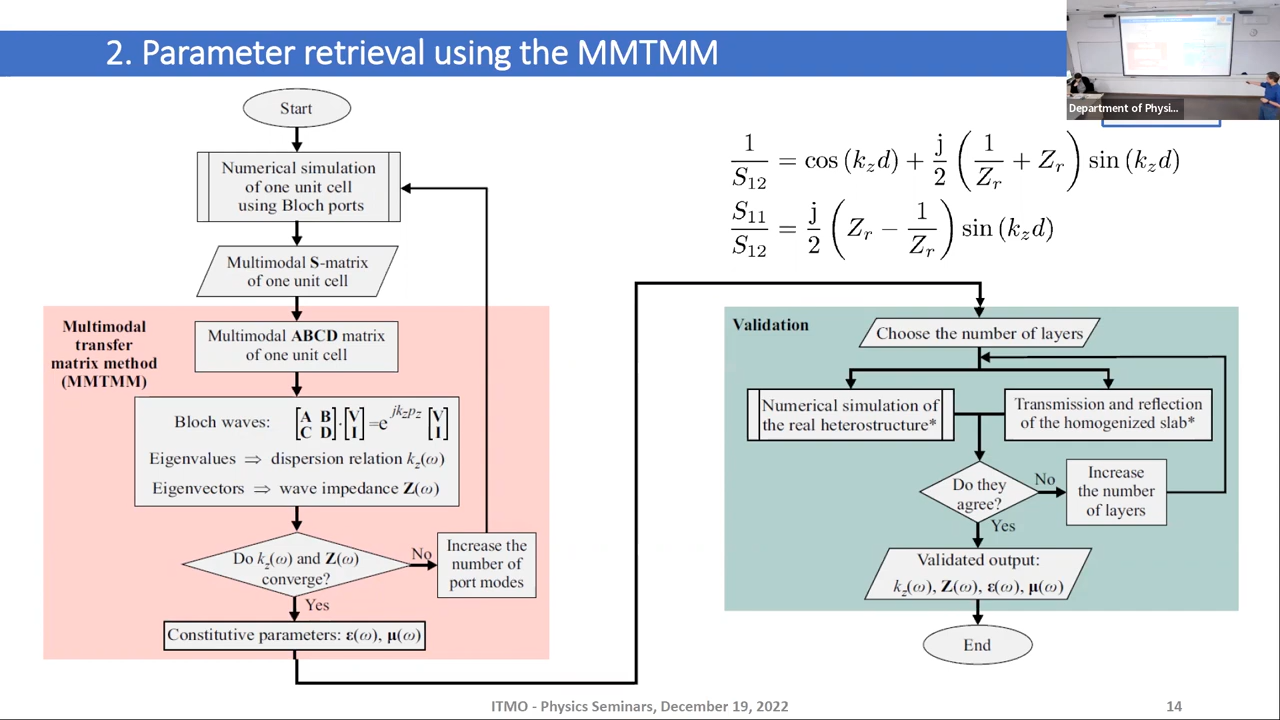 2. Parameter retrieval using the MMTMM
Department of Physi...
Start
Numerical simulation
of one unit cell
using Bloch ports
Multimodal S-matrix
of one unit cell
Multimodal
transfer
matrix method
(MMTMM)
Multimodal ABCD matrix
of one unit cell
Bloch waves: [A B C D]·[V I]=e^{jk_z p_z} [V I]
Eigenvalues ⇒ dispersion relation k_z(ω)
Eigenvectors ⇒ wave impedance Z(ω)
Do k_z(ω) and Z(ω)
converge?
No
Increase the
number of
port modes
Yes
Constitutive parameters: ε(ω), μ(ω)
1/S_12 = cos (k_z d) + j/2 (1/Z_r + Z_r) sin (k_z d)
S_11/S_12 = j/2 (Z_r − 1/Z_r) sin (k_z d)
Validation
Choose the number of layers
Numerical simulation of
the real heterostructure*
Transmission and reflection
of the homogenized slab*
Do they
agree?
No
Increase
the number
of layers
Yes
Validated output:
k_z(ω), Z(ω), ε(ω), μ(ω)
End
ITMO - Physics Seminars, December 19, 2022
14